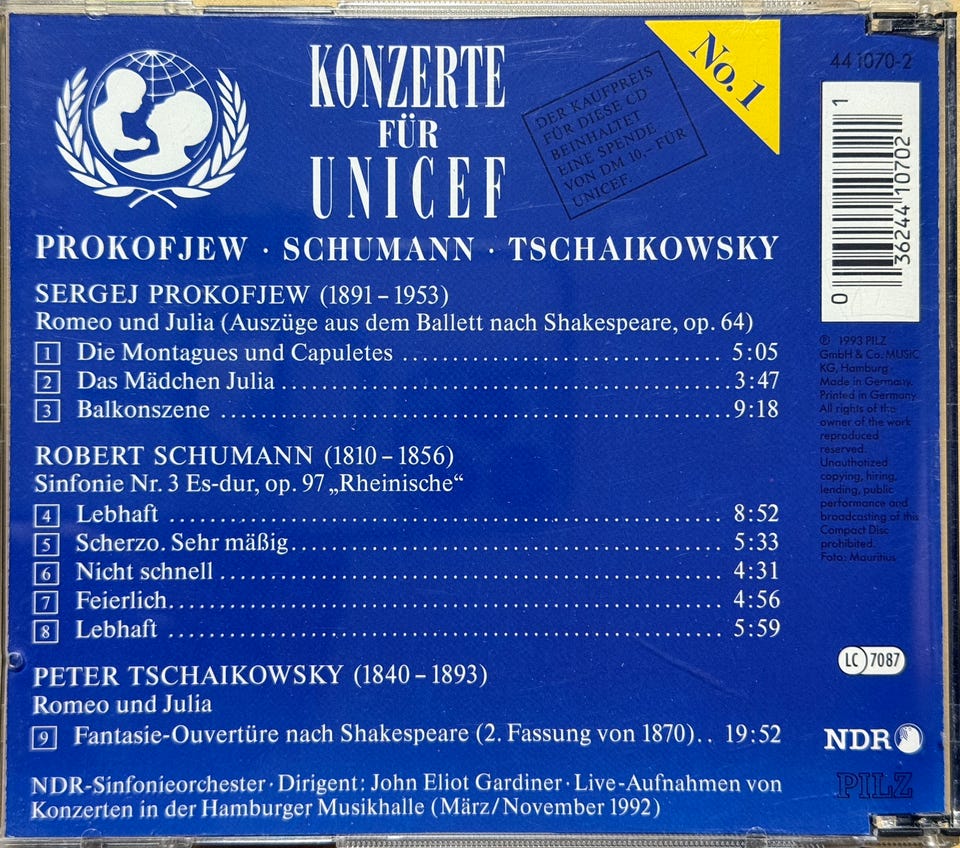 KONZERTE
FÜR
UNICEF
DER KAUFPREIS
FÜR DIESE CD
BEINHALTET
EINE SPENDE
VON DM 10,– FÜR
UNICEF.
No. 1
44 1070-2
0 36244 10702 1
PROKOFJEW · SCHUMANN · TSCHAIKOWSKY
SERGEJ PROKOFJEW (1891–1953)
Romeo und Julia (Auszüge aus dem Ballett nach Shakespeare, op. 64)
1 Die Montagues und Capuletes 5:05
2 Das Mädchen Julia 3:47
3 Balkonszene 9:18
ROBERT SCHUMANN (1810–1856)
Sinfonie Nr. 3 Es-dur, op. 97 „Rheinische“
4 Lebhaft 8:52
5 Scherzo. Sehr mäßig 5:33
6 Nicht schnell 4:31
7 Feierlich 4:56
8 Lebhaft 5:59
PETER TSCHAIKOWSKY (1840–1893)
Romeo und Julia
9 Fantasie-Ouvertüre nach Shakespeare (2. Fassung von 1870) 19:52
NDR-Sinfonieorchester · Dirigent: John Eliot Gardiner · Live-Aufnahmen von
Konzerten in der Hamburger Musikhalle (März/November 1992)
℗ 1993 PILZ
GmbH & Co. MUSIC
KG, Hamburg ·
Made in Germany.
Printed in Germany
All rights of the
owner of the work
reproduced
reserved.
Unauthorized
copying, hiring,
lending, public
performance and
broadcasting of this
Compact Disc
prohibited.
Foto: Mauritius
LC 7087
NDR
PILZ